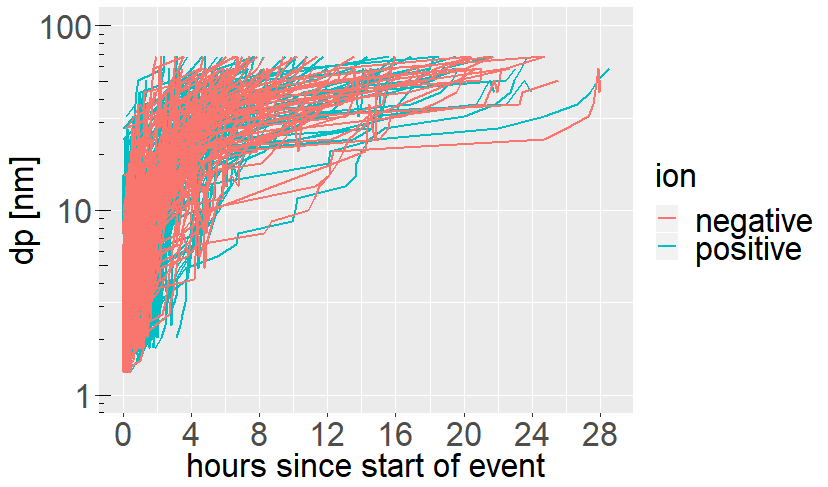 100
10
1
dp [nm]
0 4 8 12 16 20 24 28
hours since start of event
ion
negative
positive